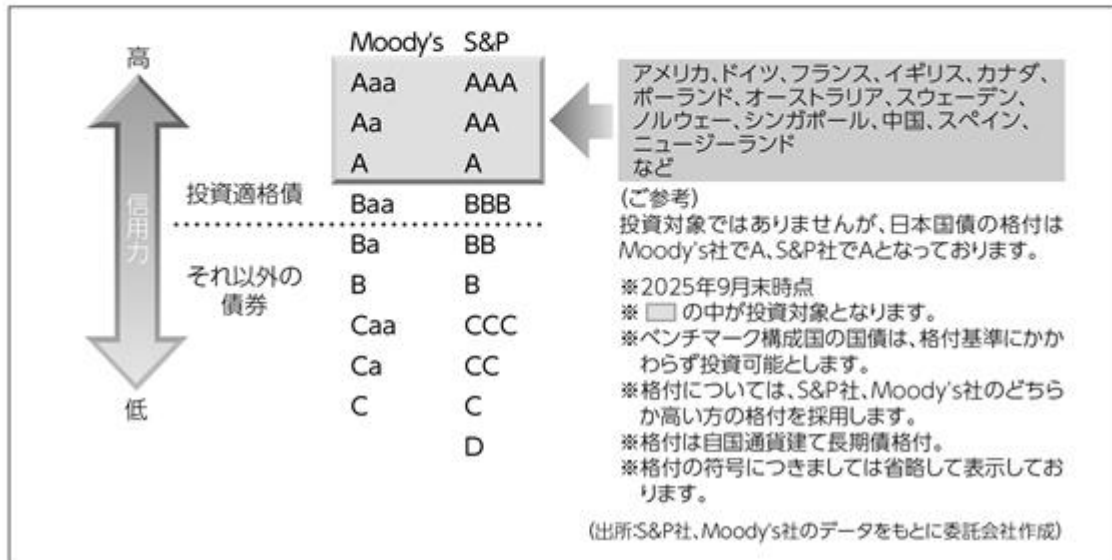 高
信用力
低
投資適格債
それ以外の
債券
Moody's S&P
Aaa AAA
Aa AA
A A
Baa BBB
Ba BB
B B
Caa CCC
Ca CC
C C
D
アメリカ、ドイツ、フランス、イギリス、カナダ、
ポーランド、オーストラリア、スウェーデン、
ノルウェー、シンガポール、中国、スペイン、
ニュージーランド
など
(ご参考)
投資対象ではありませんが、日本国債の格付は
Moody's社でA、S&P社でAとなっております。
※2025年9月末時点
※ の中が投資対象となります。
※ベンチマーク構成国の国債は、格付基準にかか
わらず投資可能とします。
※格付については、S&P社、Moody's社のどちら
か高い方の格付を採用します。
※格付は自国通貨建て長期債格付。
※格付の符号につきましては省略して表示してお
ります。
(出所:S&P社、Moody's社のデータをもとに委託会社作成)